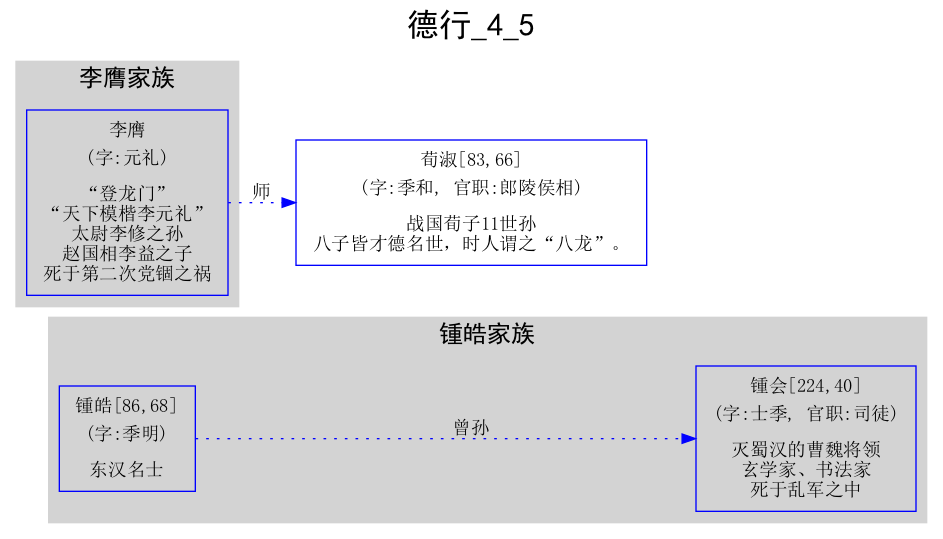 德行_4_5
李膺家族
李膺
(字:元礼)
“登龙门”
“天下模楷李元礼”
太尉李修之孙
赵国相李益之子
死于第二次党锢之祸
师
荀淑[83,66]
(字:季和, 官职:郎陵侯相)
战国荀子11世孙
八子皆才德名世，时人谓之“八龙”。
锺皓家族
锺皓[86,68]
(字:季明)
东汉名士
曾孙
锺会[224,40]
(字:士季, 官职:司徒)
灭蜀汉的曹魏将领
玄学家、书法家
死于乱军之中